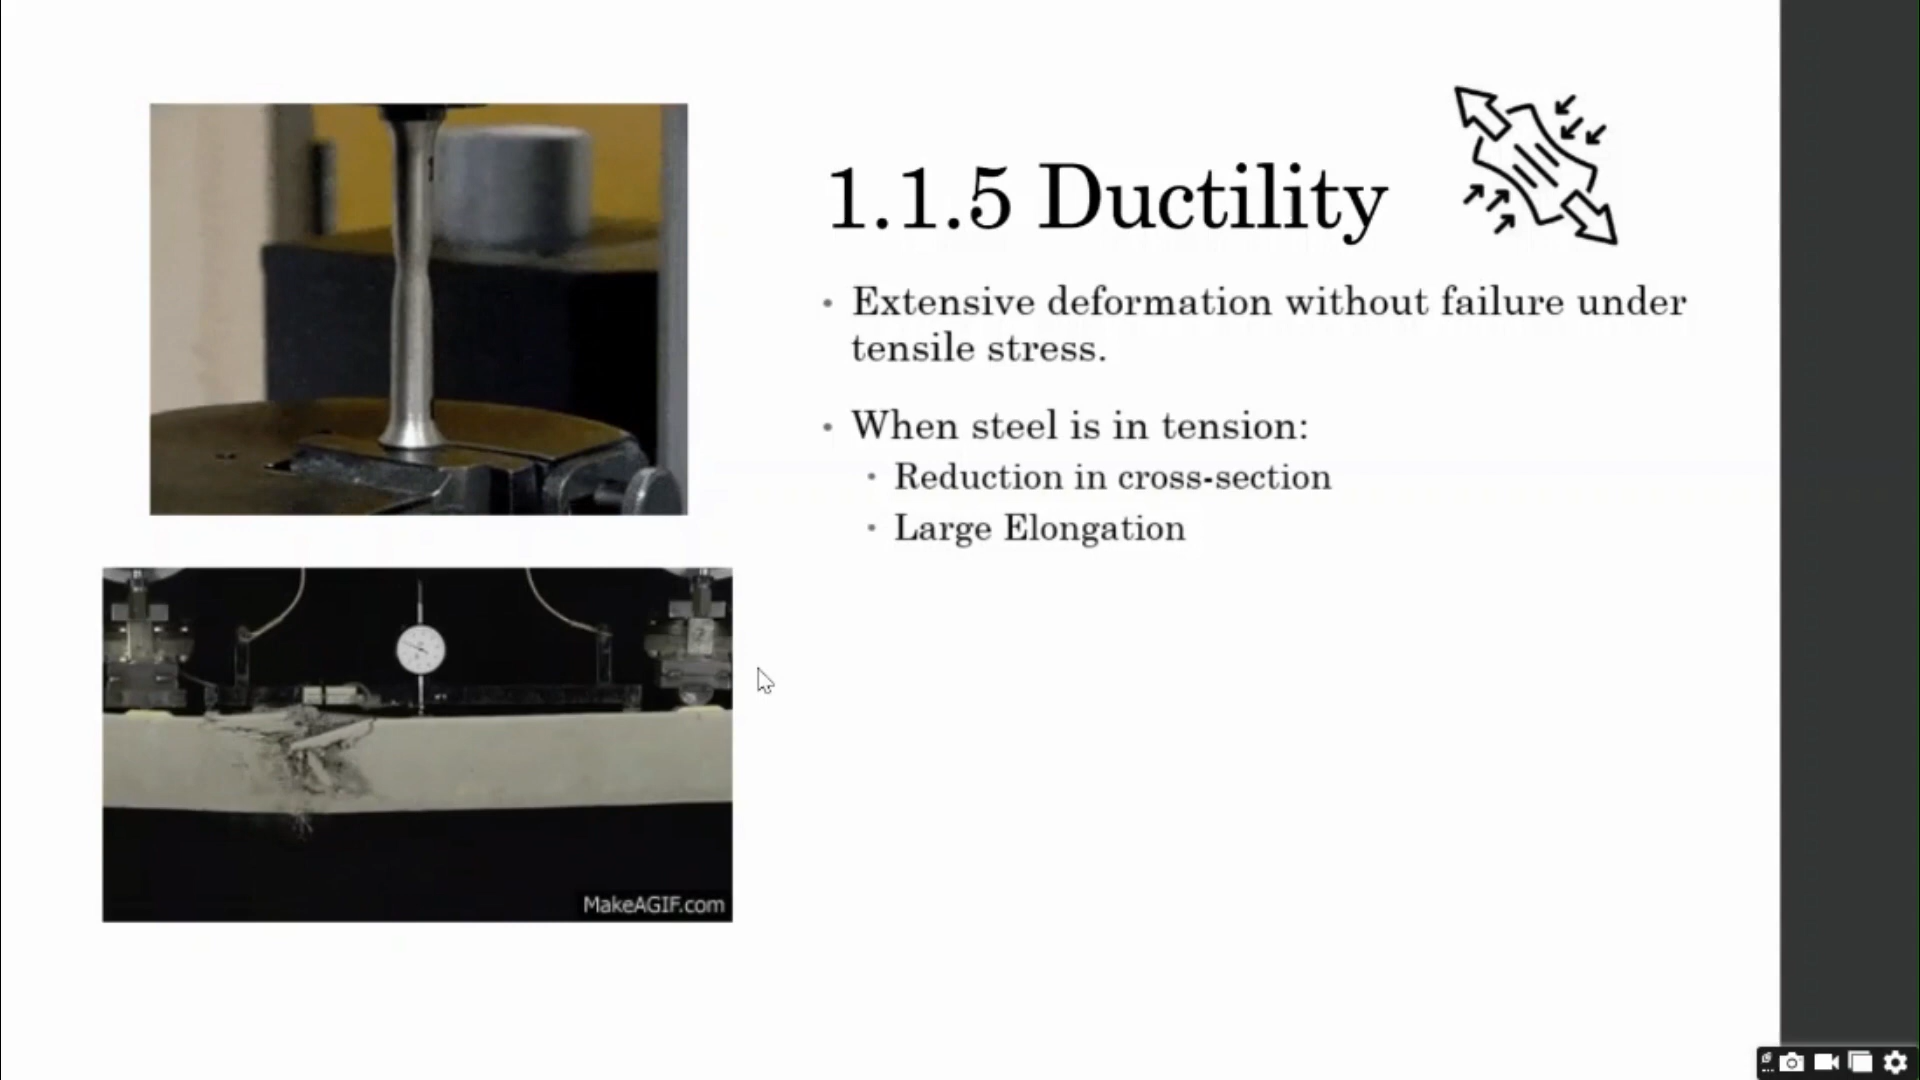 1.1.5 Ductility
• Extensive deformation without failure under
tensile stress.
• When steel is in tension:
• Reduction in cross-section
• Large Elongation
MakeAGIF.com